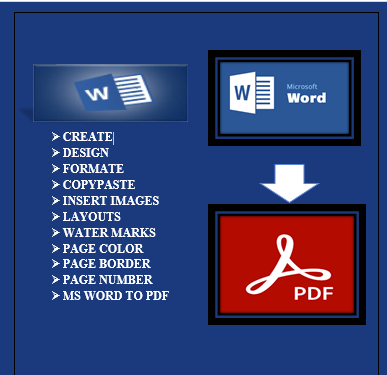 W
CREATE
DESIGN
FORMATE
COPYPASTE
INSERT IMAGES
LAYOUTS
WATER MARKS
PAGE COLOR
PAGE BORDER
PAGE NUMBER
MS WORD TO PDF
W
Microsoft
Word
PDF